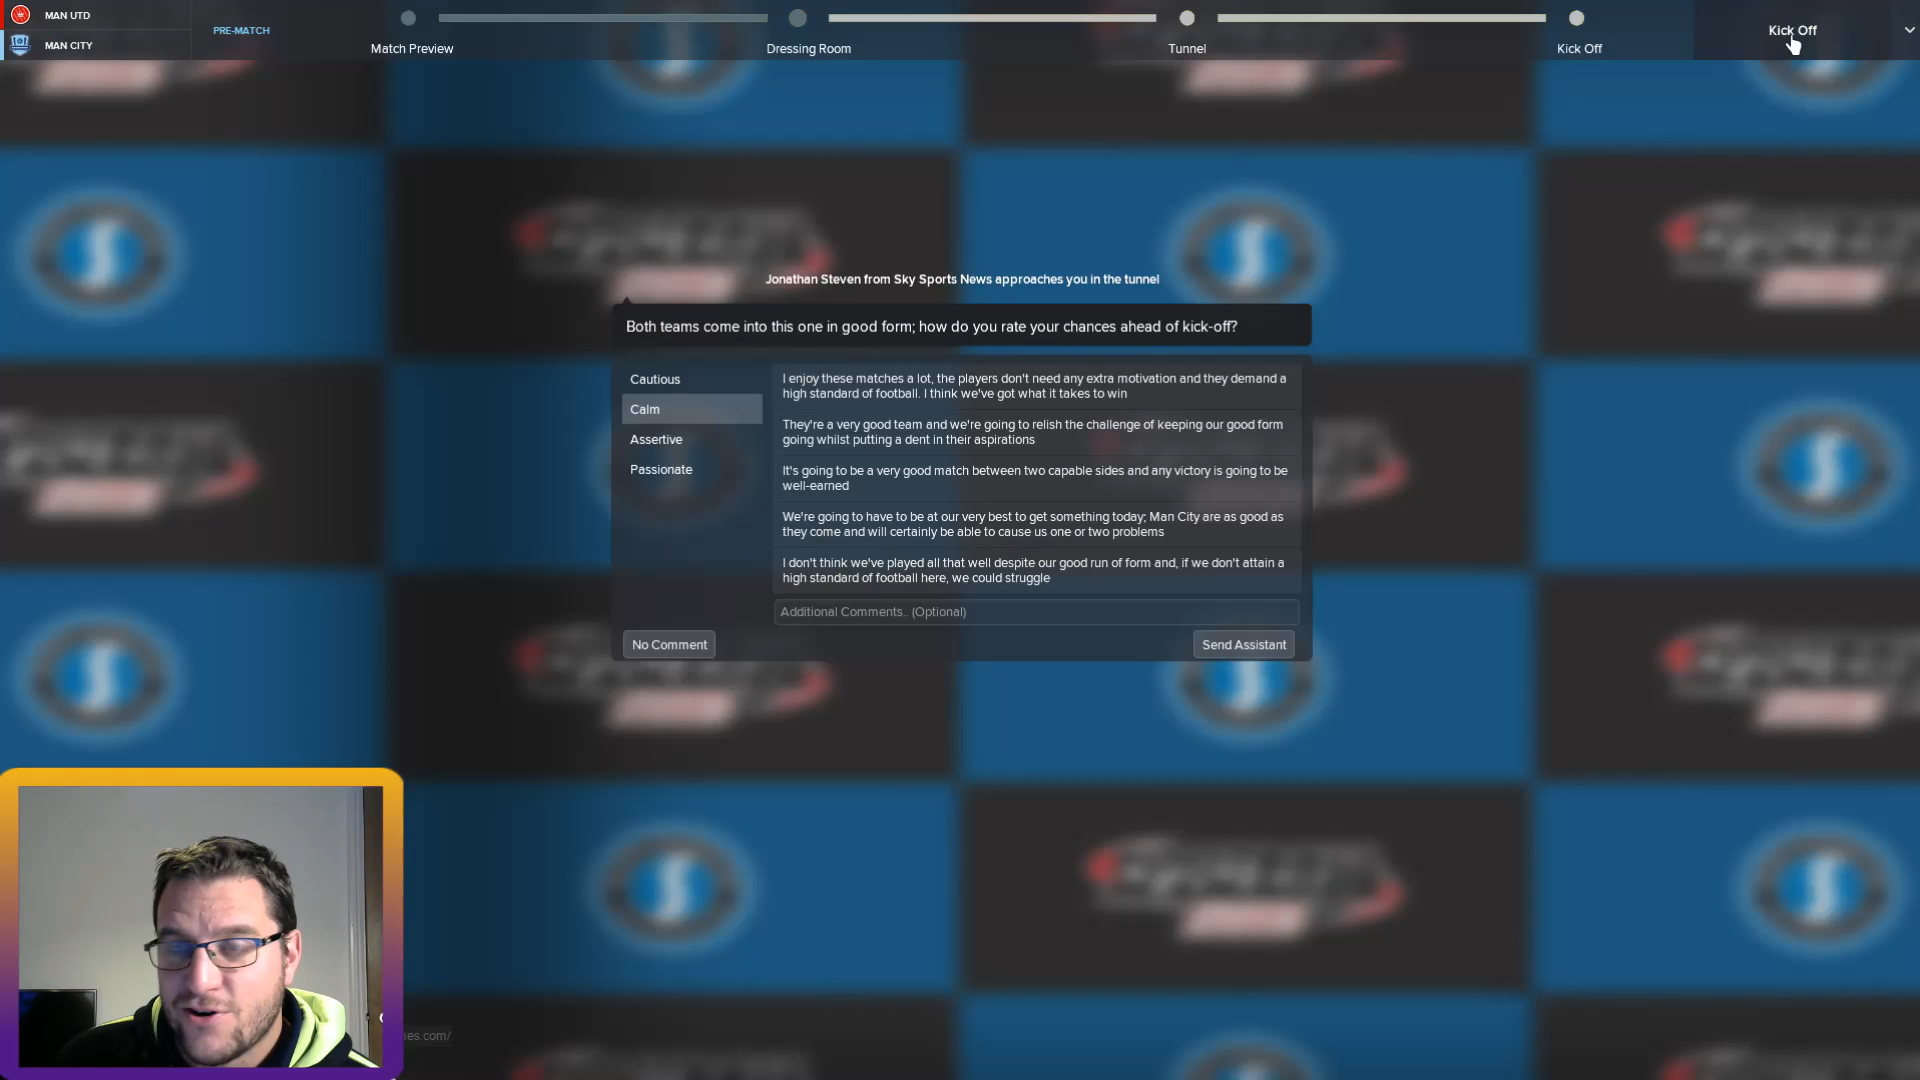 MAN UTD
MAN CITY
PRE-MATCH
Match Preview
Dressing Room
Tunnel
Kick Off
Kick Off
Jonathan Steven from Sky Sports News approaches you in the tunnel
Both teams come into this one in good form; how do you rate your chances ahead of kick-off?
Cautious
Calm
Assertive
Passionate
I enjoy these matches a lot, the players don't need any extra motivation and they demand a
high standard of football. I think we've got what it takes to win
They're a very good team and we're going to relish the challenge of keeping our good form
going whilst putting a dent in their aspirations
It's going to be a very good match between two capable sides and any victory is going to be
well-earned
We're going to have to be at our very best to get something today; Man City are as good as
they come and will certainly be able to cause us one or two problems
I don't think we've played all that well despite our good run of form and, if we don't attain a
high standard of football here, we could struggle
Additional Comments.. (Optional)
No Comment
Send Assistant